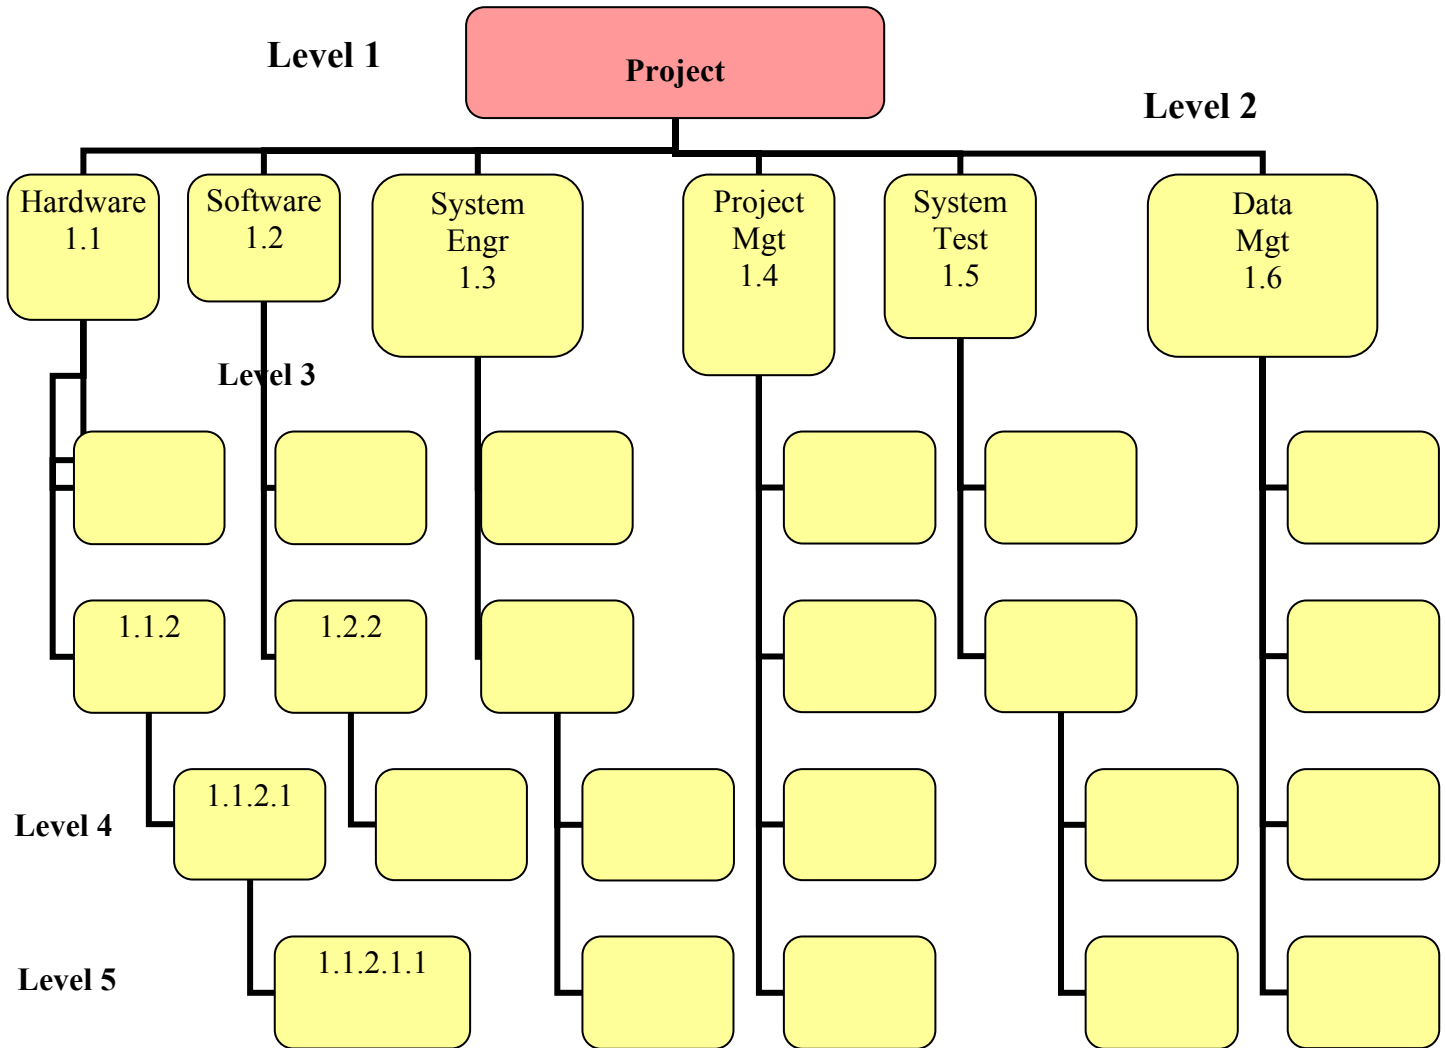 Level 1
Project
Level 2
Hardware
1.1
Software
1.2
System
Engr
1.3
Project
Mgt
1.4
System
Test
1.5
Data
Mgt
1.6
Level 3
1.1.2
1.2.2
1.1.2.1
Level 4
1.1.2.1.1
Level 5